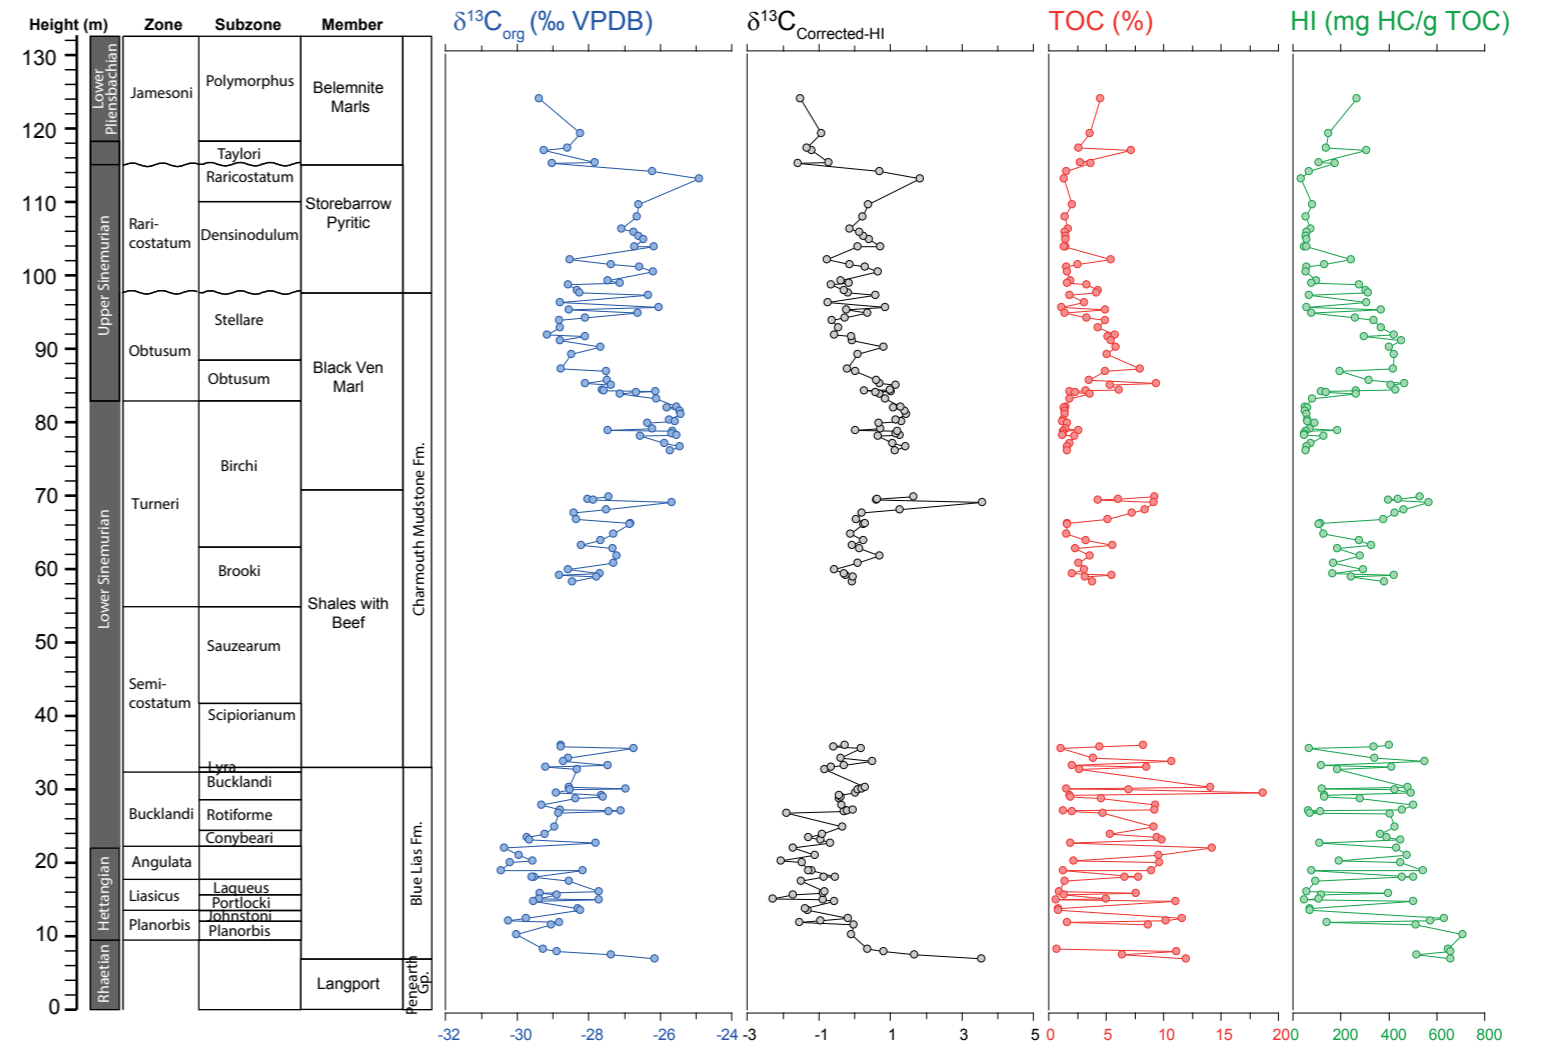 Height (m) Zone Subzone Member
δ13Corg (‰ VPDB)
δ13CCorrected-HI
TOC (%)
HI (mg HC/g TOC)
130
120
110
100
90
80
70
60
50
40
30
20
10
0
Lower
Pliensbachian
Upper Sinemurian
Lower Sinemurian
Hettangian
Rhaetian
Jamesoni
Rari-
costatum
Obtusum
Turneri
Semi-
costatum
Bucklandi
Angulata
Liasicus
Planorbis
Polymorphus
Taylori
Raricostatum
Densinodulum
Stellare
Obtusum
Birchi
Brooki
Sauzearum
Scipiorianum
Lyra
Bucklandi
Rotiforme
Conybeari
Laqueus
Portlocki
Johnstoni
Planorbis
Belemnite
Marls
Storebarrow
Pyritic
Black Ven
Marl
Shales with
Beef
Langport
Charmouth Mudstone Fm.
Blue Lias Fm.
Penearth
Gp.
-32 -30 -28 -26 -24
-3 -1 1 3 5
0 5 10 15 20
0 200 400 600 800